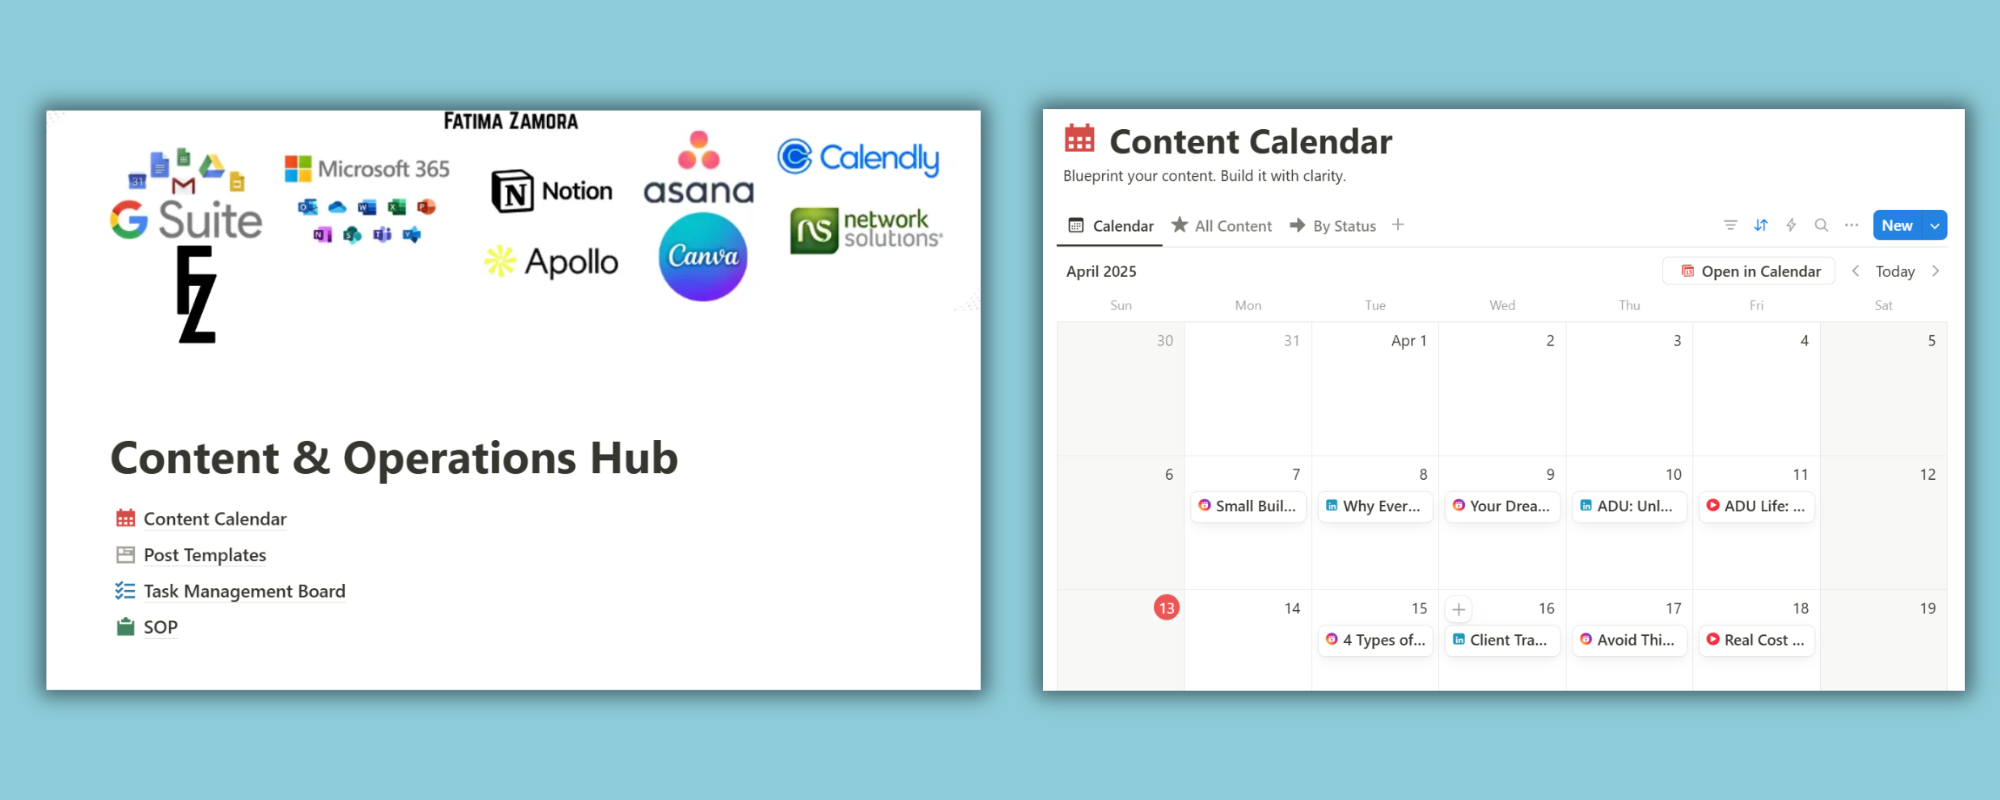 FATIMA ZAMORA
G Suite
31
Microsoft 365
Notion
Apollo
asana
Canva
Calendly
ns network
solutions®
FZ
Content & Operations Hub
Content Calendar
Post Templates
Task Management Board
SOP
Content Calendar
Blueprint your content. Build it with clarity.
Calendar All Content By Status + ... New
April 2025 Open in Calendar < Today >
Sun Mon Tue Wed Thu Fri Sat
30 31 Apr 1 2 3 4 5
6 7 8 9 10 11 12
Small Buil... Why Ever... Your Drea... ADU: Unl... ADU Life: ...
13 14 15 + 16 17 18 19
4 Types of... Client Tra... Avoid Thi... Real Cost ...